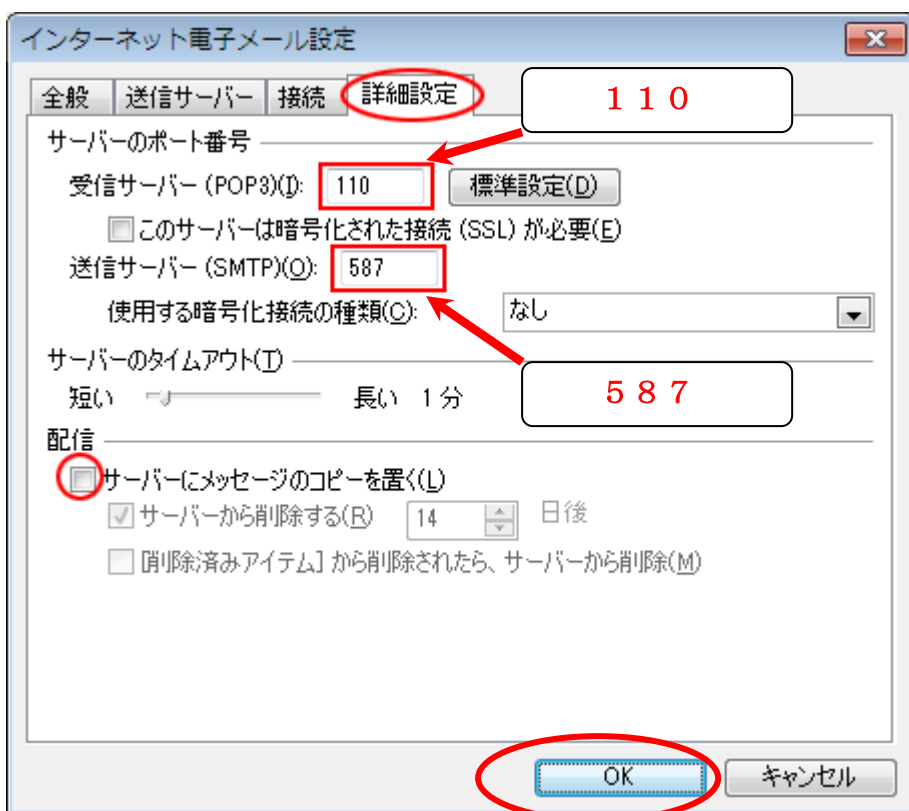 インターネット電子メール設定
全般 送信サーバー 接続 詳細設定
１１０
サーバーのポート番号
受信サーバー (POP3)(I): 110 標準設定(D)
このサーバーは暗号化された接続 (SSL) が必要(E)
送信サーバー (SMTP)(O): 587
使用する暗号化接続の種類(C): なし
サーバーのタイムアウト(T)
短い 長い 1 分
５８７
配信
サーバーにメッセージのコピーを置く(L)
サーバーから削除する(R) 14 日後
[削除済みアイテム] から削除されたら、サーバーから削除(M)
OK キャンセル